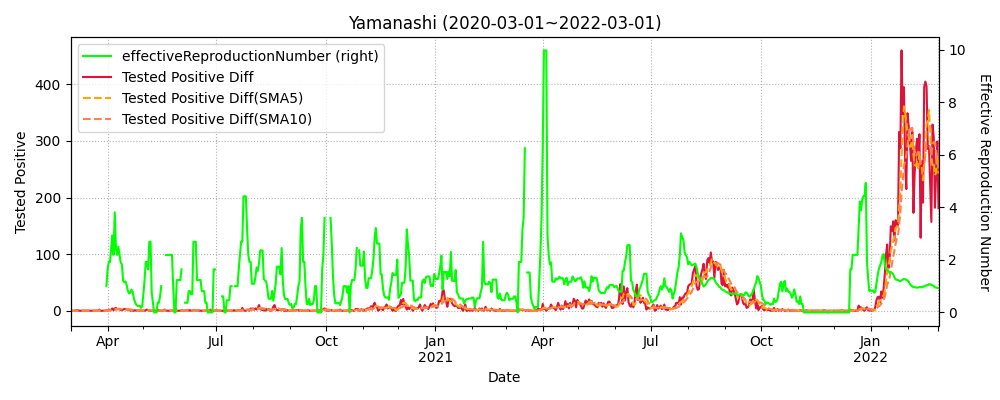 Yamanashi (2020-03-01~2022-03-01)
effectiveReproductionNumber (right)
Tested Positive Diff
Tested Positive Diff(SMA5)
Tested Positive Diff(SMA10)
Tested Positive
400
300
200
100
0
10
8
6
4
2
0
Effective Reproduction Number
Apr
Jul
Oct
Jan
2021
Apr
Jul
Oct
Jan
2022
Date